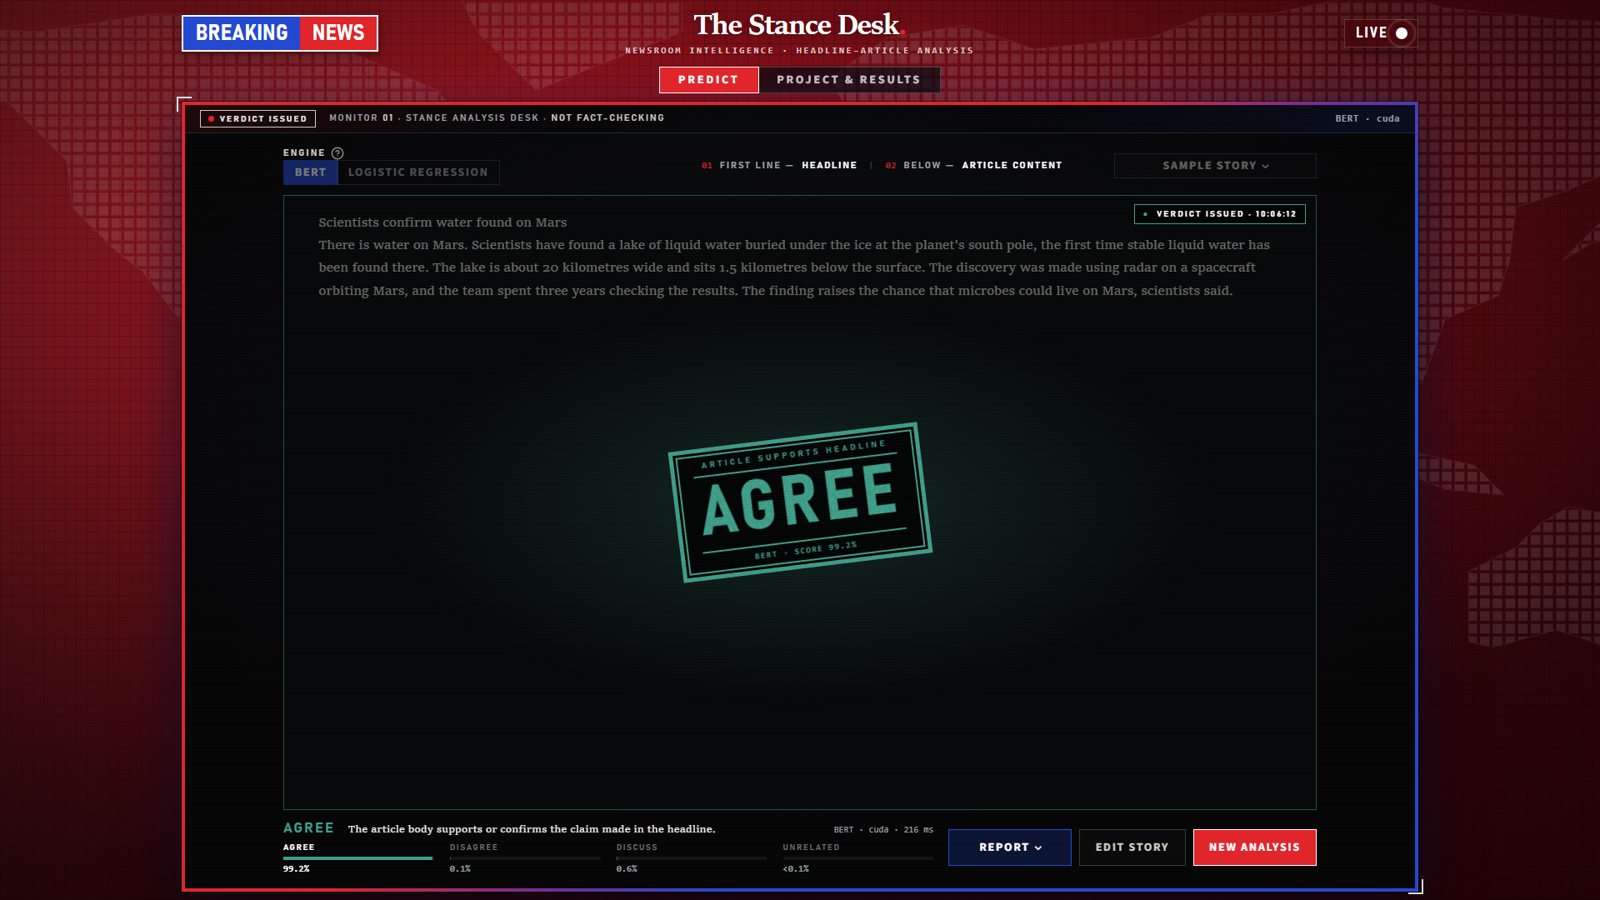 BREAKING NEWS
The Stance Desk.
NEWSROOM INTELLIGENCE · HEADLINE-ARTICLE ANALYSIS
LIVE
PREDICT
PROJECT & RESULTS
VERDICT ISSUED
MONITOR 01 · STANCE ANALYSIS DESK · NOT FACT-CHECKING
BERT · cuda
ENGINE ?
BERT
LOGISTIC REGRESSION
01 FIRST LINE — HEADLINE | 02 BELOW — ARTICLE CONTENT
SAMPLE STORY
VERDICT ISSUED · 10:06:12
Scientists confirm water found on Mars
There is water on Mars. Scientists have found a lake of liquid water buried under the ice at the planet's south pole, the first time stable liquid water has
been found there. The lake is about 20 kilometres wide and sits 1.5 kilometres below the surface. The discovery was made using radar on a spacecraft
orbiting Mars, and the team spent three years checking the results. The finding raises the chance that microbes could live on Mars, scientists said.
ARTICLE SUPPORTS HEADLINE
AGREE
BERT · SCORE 99.2%
AGREE The article body supports or confirms the claim made in the headline.
BERT · cuda · 216 ms
AGREE
99.2%
DISAGREE
0.1%
DISCUSS
0.6%
UNRELATED
<0.1%
REPORT
EDIT STORY
NEW ANALYSIS